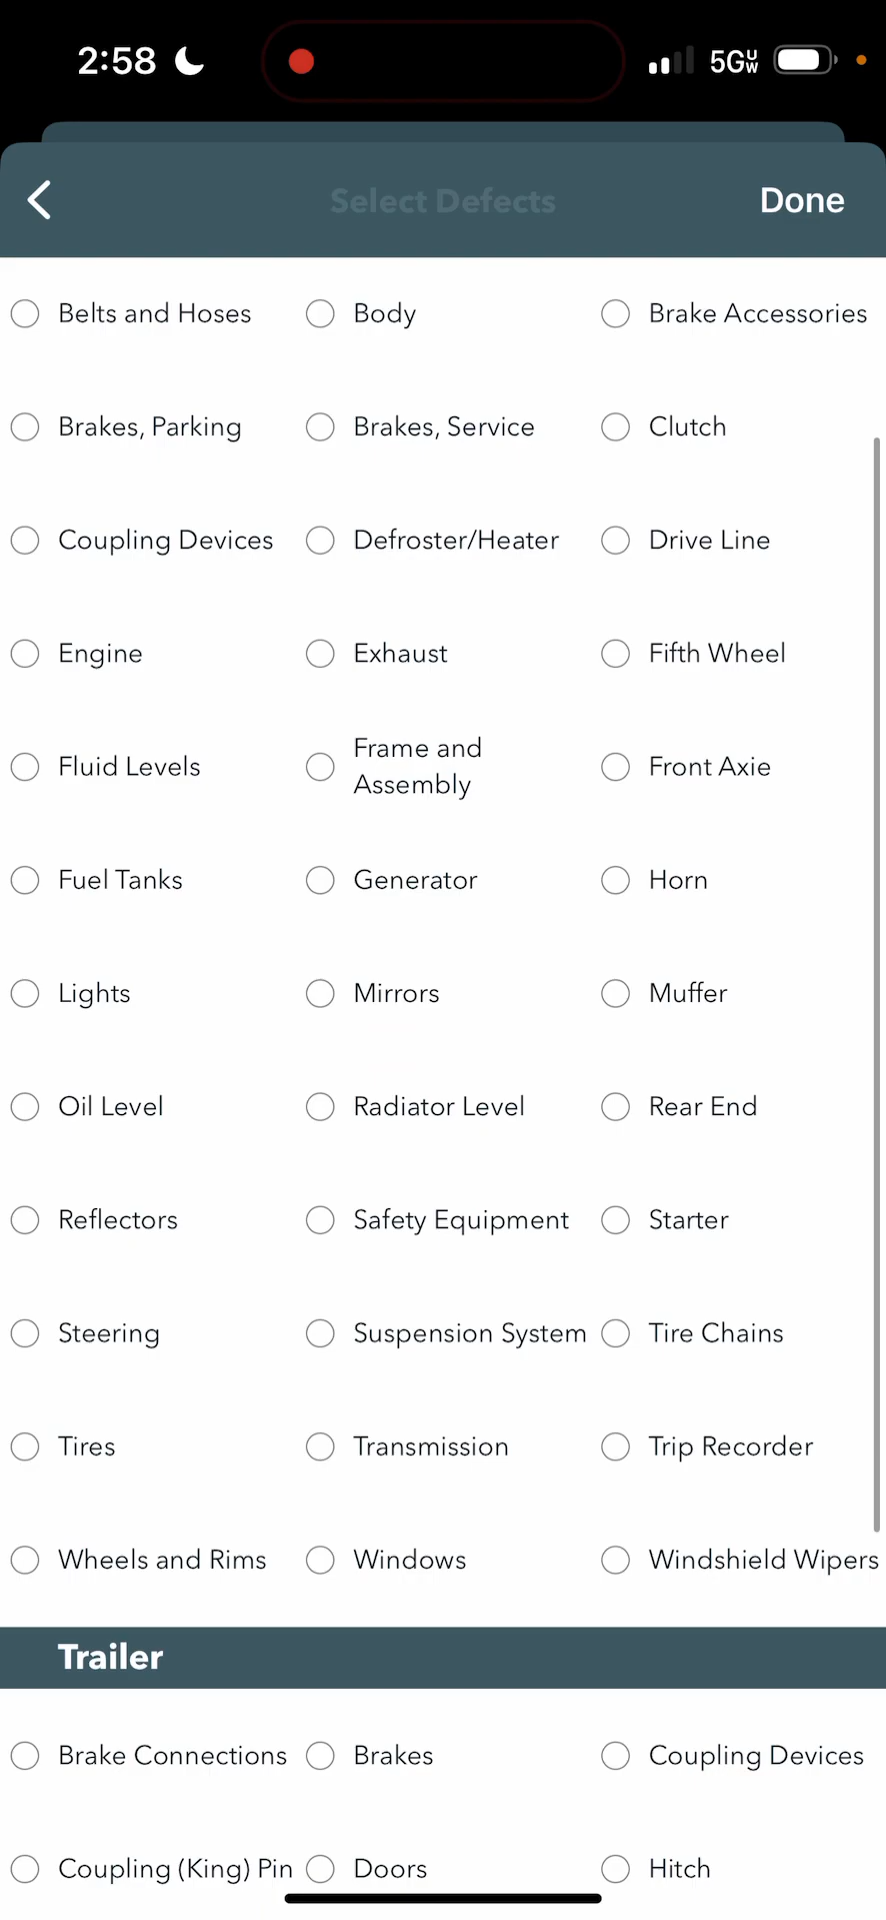 2:58
5GUW
Select Defects
Done
Belts and Hoses
Body
Brake Accessories
Brakes, Parking
Brakes, Service
Clutch
Coupling Devices
Defroster/Heater
Drive Line
Engine
Exhaust
Fifth Wheel
Fluid Levels
Frame and
Assembly
Front Axie
Fuel Tanks
Generator
Horn
Lights
Mirrors
Muffer
Oil Level
Radiator Level
Rear End
Reflectors
Safety Equipment
Starter
Steering
Suspension System
Tire Chains
Tires
Transmission
Trip Recorder
Wheels and Rims
Windows
Windshield Wipers
Trailer
Brake Connections
Brakes
Coupling Devices
Coupling (King) Pin
Doors
Hitch